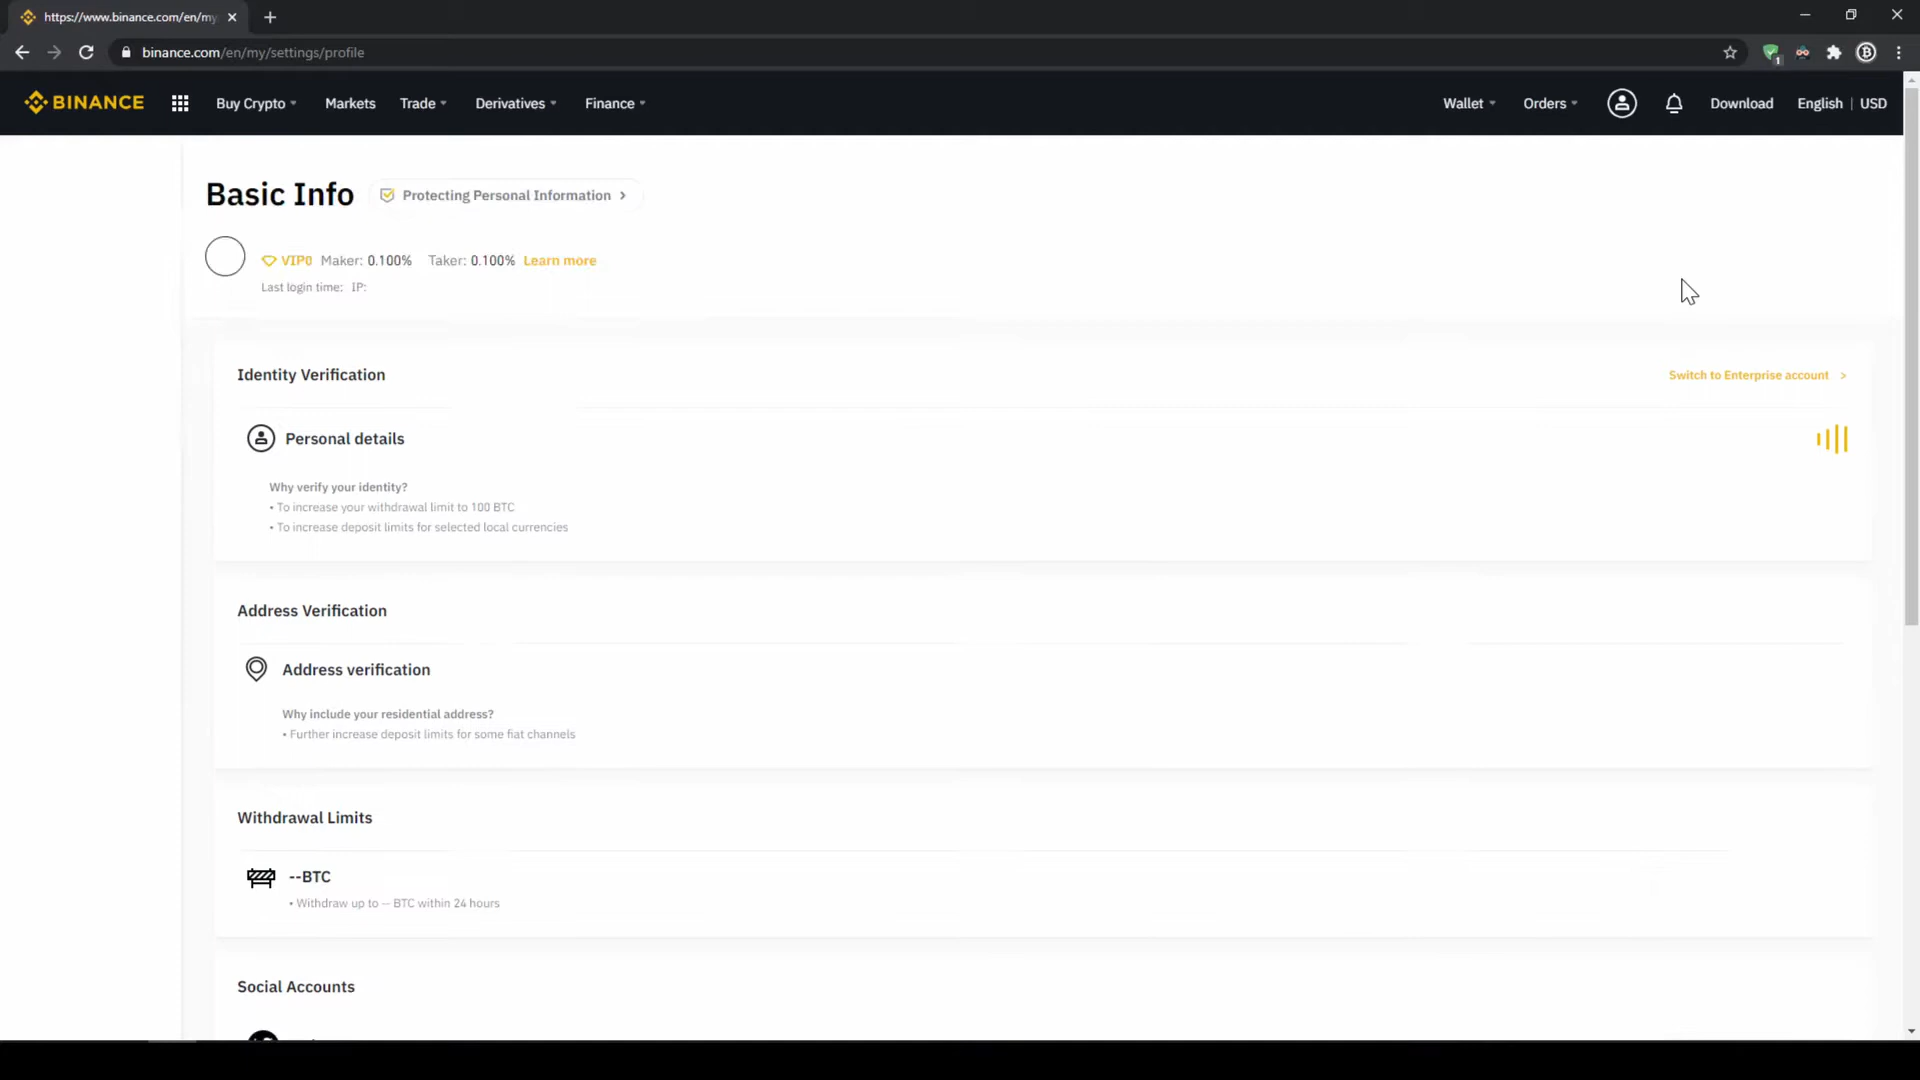 https://www.binance.com/en/my
binance.com/en/my/settings/profile
1
BINANCE
Buy Crypto
Markets
Trade
Derivatives
Finance
Wallet
Orders
Download
English | USD
Basic Info
Protecting Personal Information >
VIP0 Maker: 0.100% Taker: 0.100% Learn more
Last login time: IP:
Identity Verification
Switch to Enterprise account >
Personal details
Why verify your identity?
• To increase your withdrawal limit to 100 BTC
• To increase deposit limits for selected local currencies
Address Verification
Address verification
Why include your residential address?
• Further increase deposit limits for some fiat channels
Withdrawal Limits
--BTC
• Withdraw up to -- BTC within 24 hours
Social Accounts